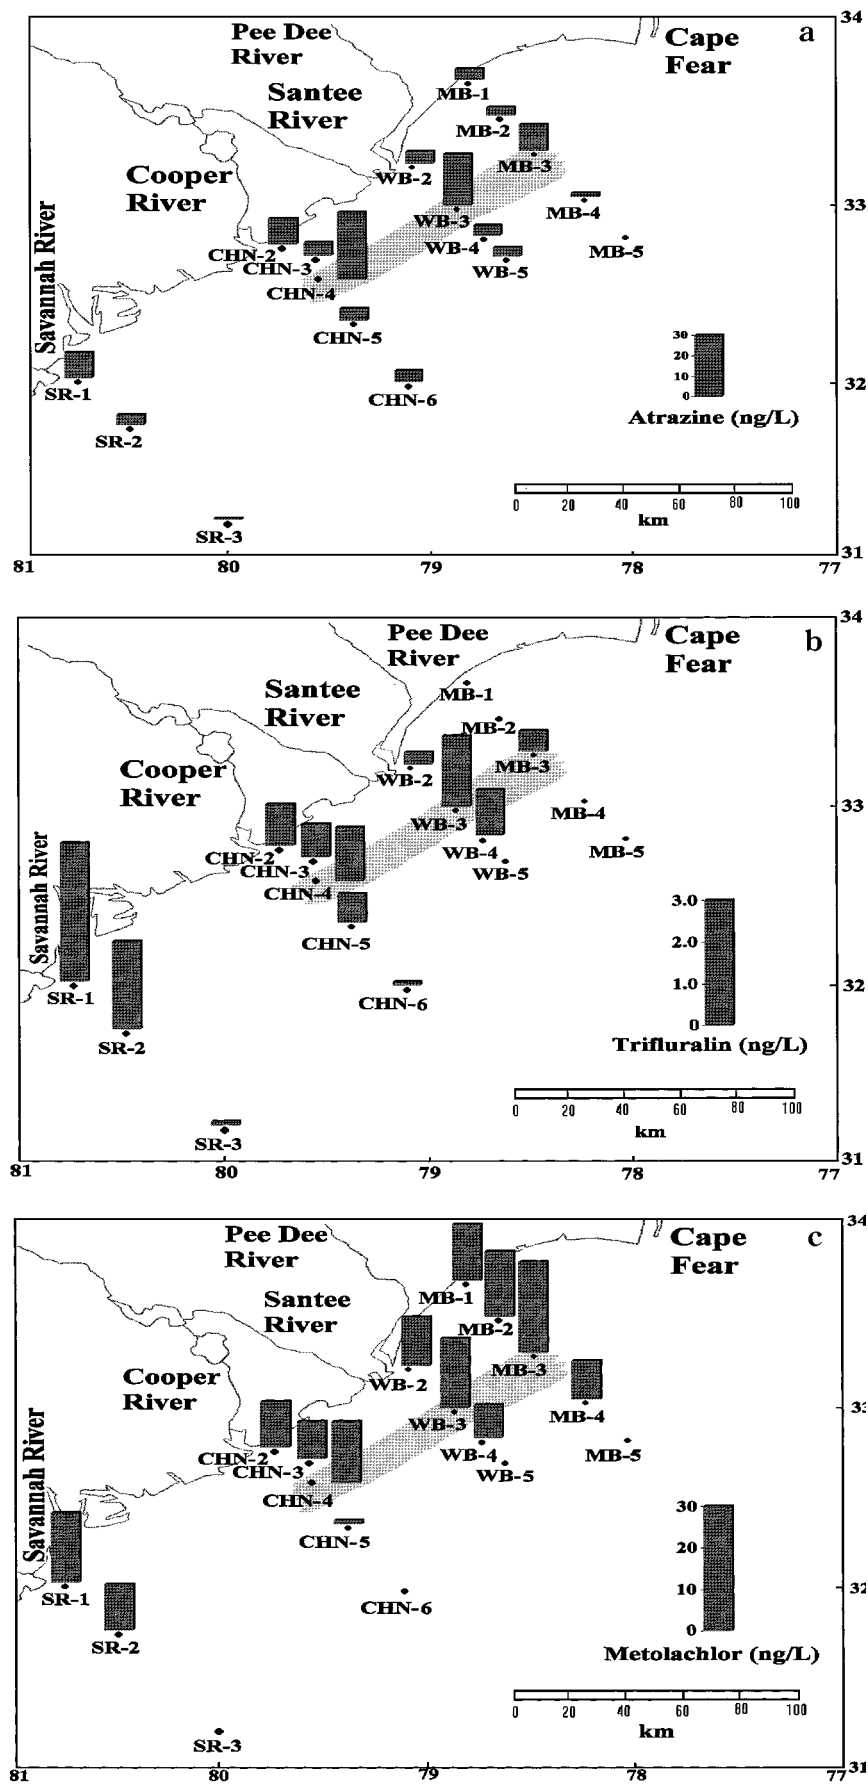 a
Pee Dee
River
Cape
Fear
Santee
River
Cooper
River
Savannah River
MB-1
MB-2
MB-3
MB-4
MB-5
WB-2
WB-3
WB-4
WB-5
CHN-2
CHN-3
CHN-4
CHN-5
CHN-6
SR-1
SR-2
SR-3
30
20
10
0
Atrazine (ng/L)
0 20 40 60 80 100
km
34
33
32
31
81 80 79 78 77
b
Pee Dee
River
Cape
Fear
Santee
River
Cooper
River
Savannah River
MB-1
MB-2
MB-3
MB-4
MB-5
WB-2
WB-3
WB-4
WB-5
CHN-2
CHN-3
CHN-4
CHN-5
CHN-6
SR-1
SR-2
SR-3
3.0
2.0
1.0
0
Trifluralin (ng/L)
0 20 40 60 80 100
km
34
33
32
31
81 80 79 78 77
c
Pee Dee
River
Cape
Fear
Santee
River
Cooper
River
Savannah River
MB-1
MB-2
MB-3
MB-4
MB-5
WB-2
WB-3
WB-4
WB-5
CHN-2
CHN-3
CHN-4
CHN-5
CHN-6
SR-1
SR-2
SR-3
30
20
10
0
Metolachlor (ng/L)
0 20 40 60 80 100
km
34
33
32
31
81 80 79 78 77